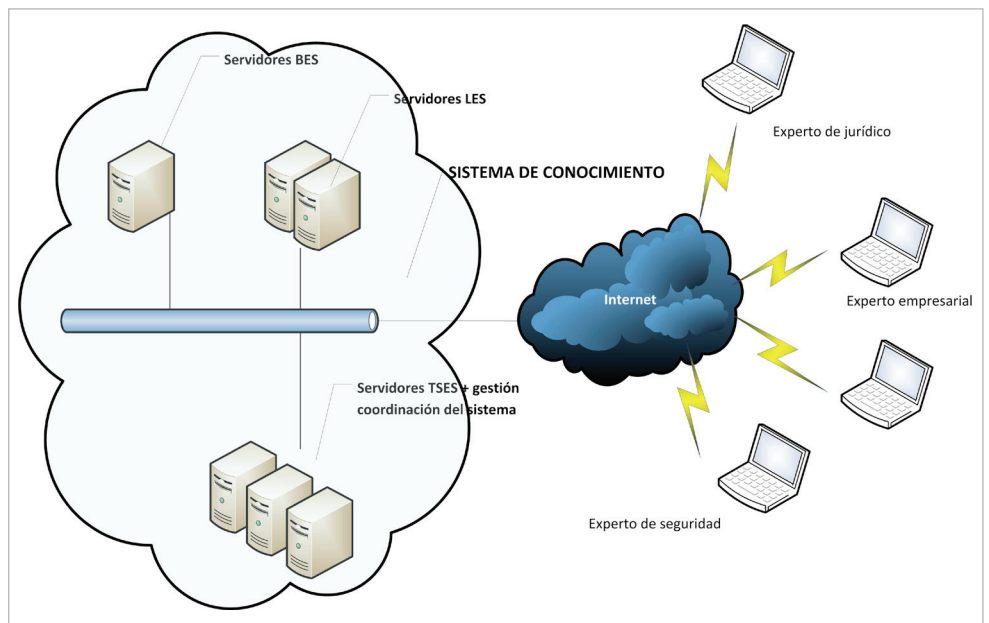 Servidores BES
Servidores LES
Experto de jurídico
SISTEMA DE CONOCIMIENTO
Internet
Experto empresarial
Servidores TSES + gestión
coordinación del sistema
Experto de seguridad